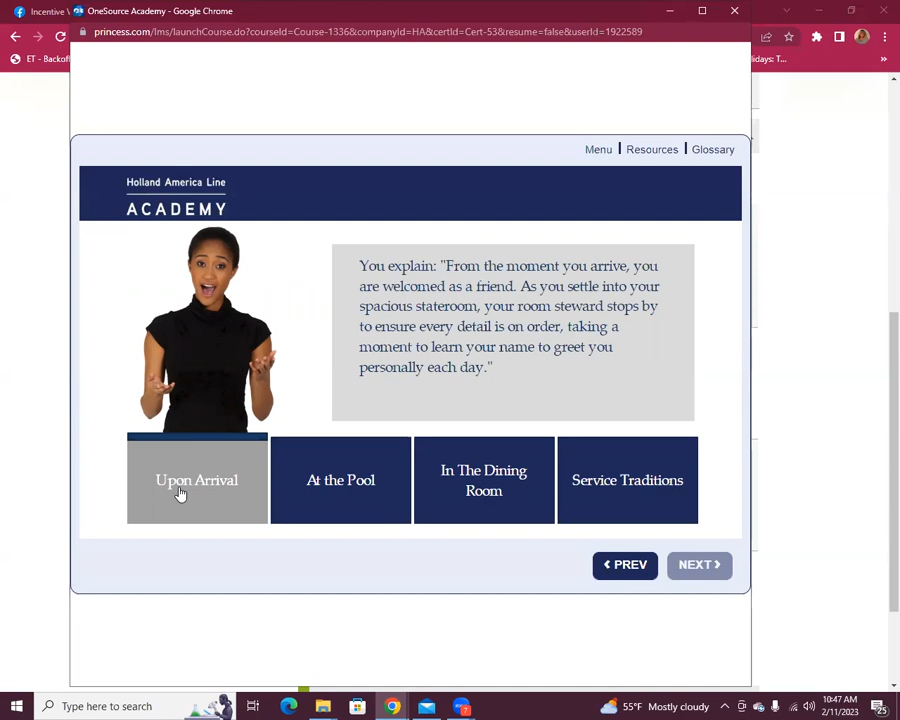 OneSource Academy - Google Chrome
Incentive V
princess.com/lms/launchCourse.do?courseId=Course-1336&companyId=HA&certId=Cert-53&resume=false&userId=1922589
ET - Backoff
lidays: T...
Menu | Resources | Glossary
Holland America Line
ACADEMY
You explain: "From the moment you arrive, you
are welcomed as a friend. As you settle into your
spacious stateroom, your room steward stops by
to ensure every detail is on order, taking a
moment to learn your name to greet you
personally each day."
Upon Arrival
At the Pool
In The Dining
Room
Service Traditions
PREV
NEXT
Type here to search
55°F Mostly cloudy
10:47 AM
2/11/2023
25